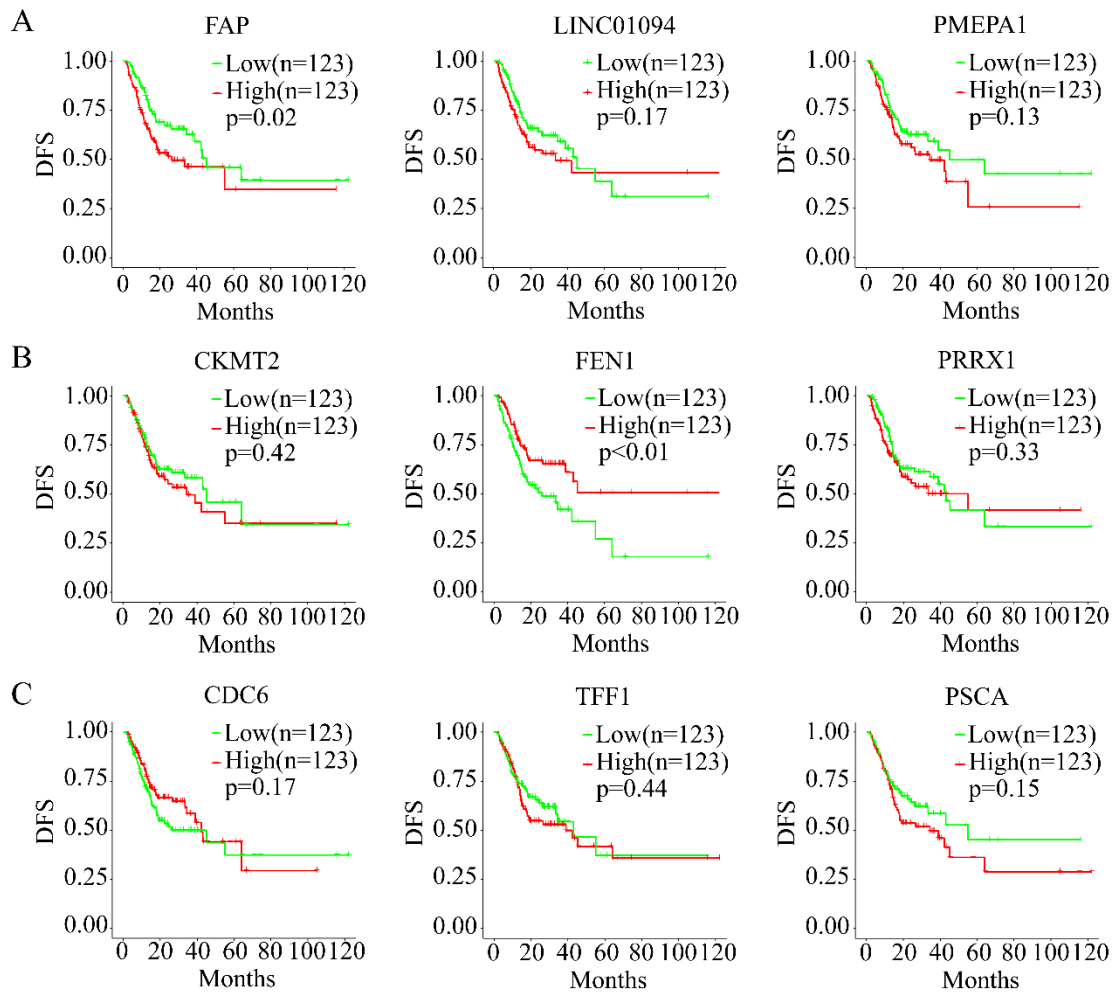 A
FAP
LINC01094
PMEPA1
1.00
0.75
0.50
0.25
0.00
DFS
Low(n=123)
High(n=123)
p=0.02
0 20 40 60 80 100 120
Months
1.00
0.75
0.50
0.25
0.00
DFS
Low(n=123)
High(n=123)
p=0.17
0 20 40 60 80 100 120
Months
1.00
0.75
0.50
0.25
0.00
DFS
Low(n=123)
High(n=123)
p=0.13
0 20 40 60 80 100 120
Months
B
CKMT2
FEN1
PRRX1
1.00
0.75
0.50
0.25
0.00
DFS
Low(n=123)
High(n=123)
p=0.42
0 20 40 60 80 100 120
Months
1.00
0.75
0.50
0.25
0.00
DFS
Low(n=123)
High(n=123)
p<0.01
0 20 40 60 80 100 120
Months
1.00
0.75
0.50
0.25
0.00
DFS
Low(n=123)
High(n=123)
p=0.33
0 20 40 60 80 100 120
Months
C
CDC6
TFF1
PSCA
1.00
0.75
0.50
0.25
0.00
DFS
Low(n=123)
High(n=123)
p=0.17
0 20 40 60 80 100 120
Months
1.00
0.75
0.50
0.25
0.00
DFS
Low(n=123)
High(n=123)
p=0.44
0 20 40 60 80 100 120
Months
1.00
0.75
0.50
0.25
0.00
DFS
Low(n=123)
High(n=123)
p=0.15
0 20 40 60 80 100 120
Months